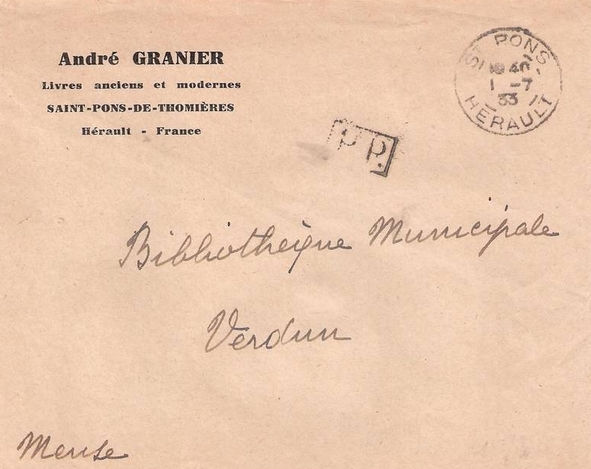 André GRANIER
Livres anciens et modernes
SAINT-PONS-DE-THOMIÈRES
Hérault - France
ST PONS
1 -7
33
HÉRAULT
P.P.
Bibliothèque Municipale
Verdun
Meuse